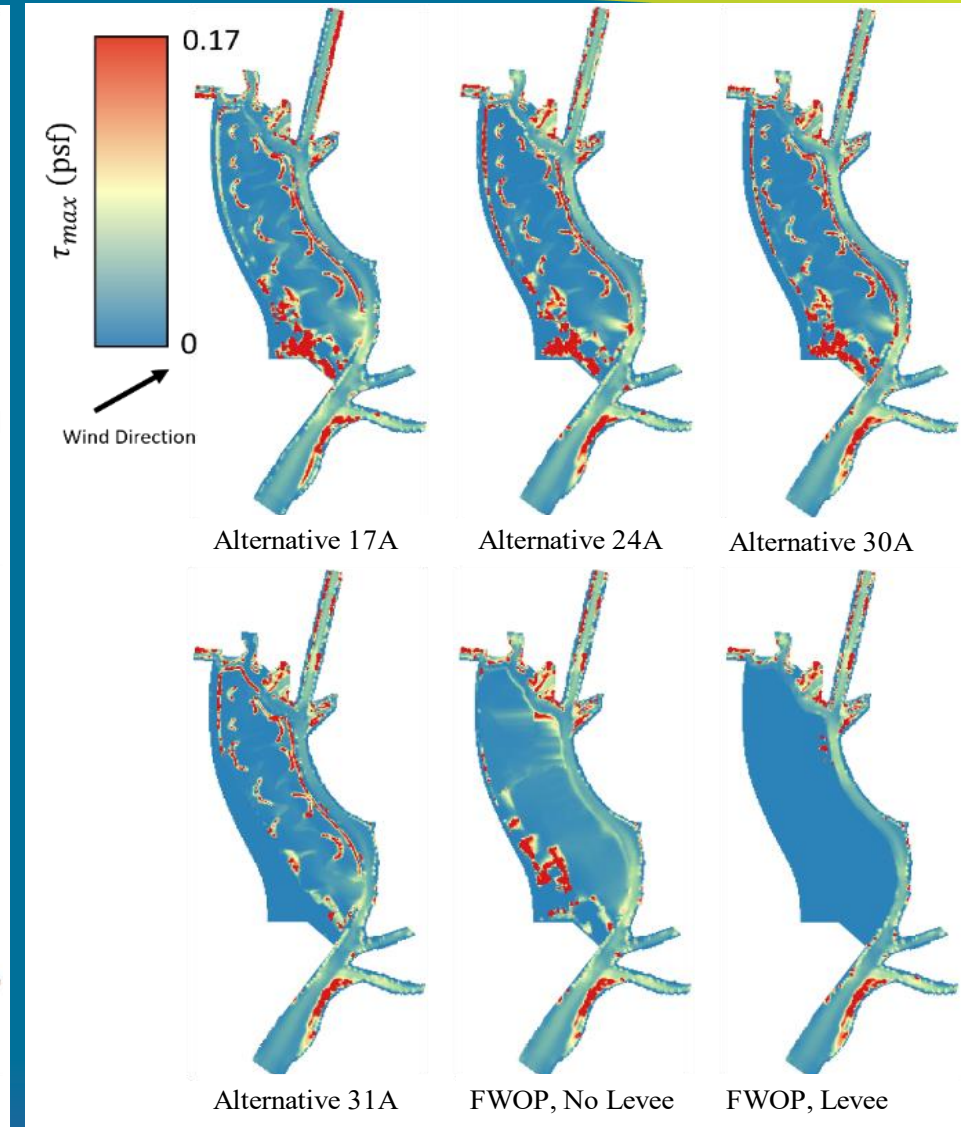 0.17
τmax (psf)
0
Wind Direction
Alternative 17A
Alternative 24A
Alternative 30A
Alternative 31A
FWOP, No Levee
FWOP, Levee